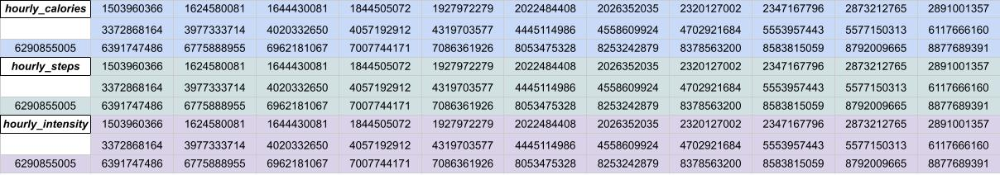 hourly_calories 1503960366 1624580081 1644430081 1844505072 1927972279 2022484408 2026352035 2320127002 2347167796 2873212765 2891001357
3372868164 3977333714 4020332650 4057192912 4319703577 4445114986 4558609924 4702921684 5553957443 5577150313 6117666160
6290855005 6391747486 6775888955 6962181067 7007744171 7086361926 8053475328 8253242879 8378563200 8583815059 8792009665 8877689391
hourly_steps 1503960366 1624580081 1644430081 1844505072 1927972279 2022484408 2026352035 2320127002 2347167796 2873212765 2891001357
3372868164 3977333714 4020332650 4057192912 4319703577 4445114986 4558609924 4702921684 5553957443 5577150313 6117666160
6290855005 6391747486 6775888955 6962181067 7007744171 7086361926 8053475328 8253242879 8378563200 8583815059 8792009665 8877689391
hourly_intensity 1503960366 1624580081 1644430081 1844505072 1927972279 2022484408 2026352035 2320127002 2347167796 2873212765 2891001357
3372868164 3977333714 4020332650 4057192912 4319703577 4445114986 4558609924 4702921684 5553957443 5577150313 6117666160
6290855005 6391747486 6775888955 6962181067 7007744171 7086361926 8053475328 8253242879 8378563200 8583815059 8792009665 8877689391